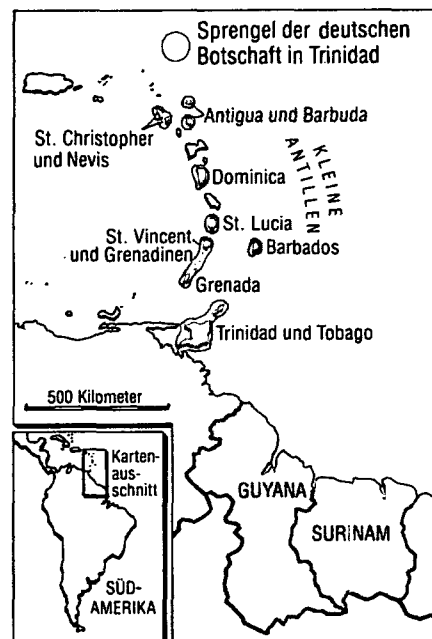 Sprengel der deutschen
Botschaft in Trinidad
Antigua und Barbuda
St. Christopher
und Nevis
KLEINE
ANTILLEN
Dominica
St. Lucia
St. Vincent
und Grenadinen
Barbados
Grenada
Trinidad und Tobago
500 Kilometer
Karten-
aus-
schnitt
GUYANA
SURINAM
SÜD-
AMERIKA